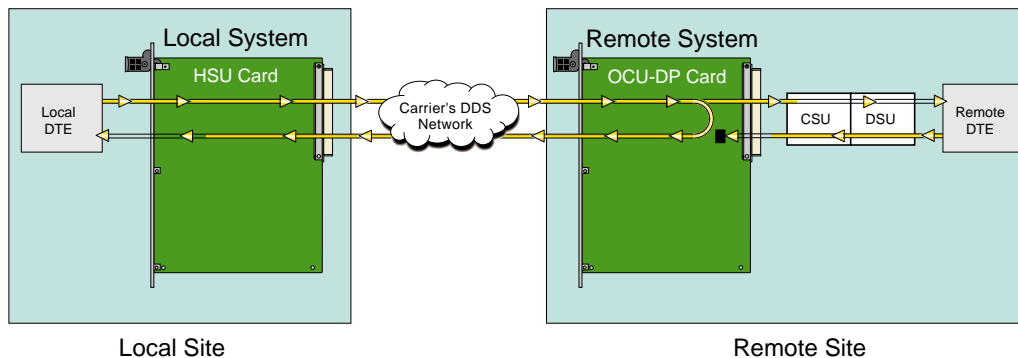 Local System
Remote System
HSU Card
OCU-DP Card
Local
DTE
Carrier's DDS
Network
CSU
DSU
Remote
DTE
Local Site
Remote Site